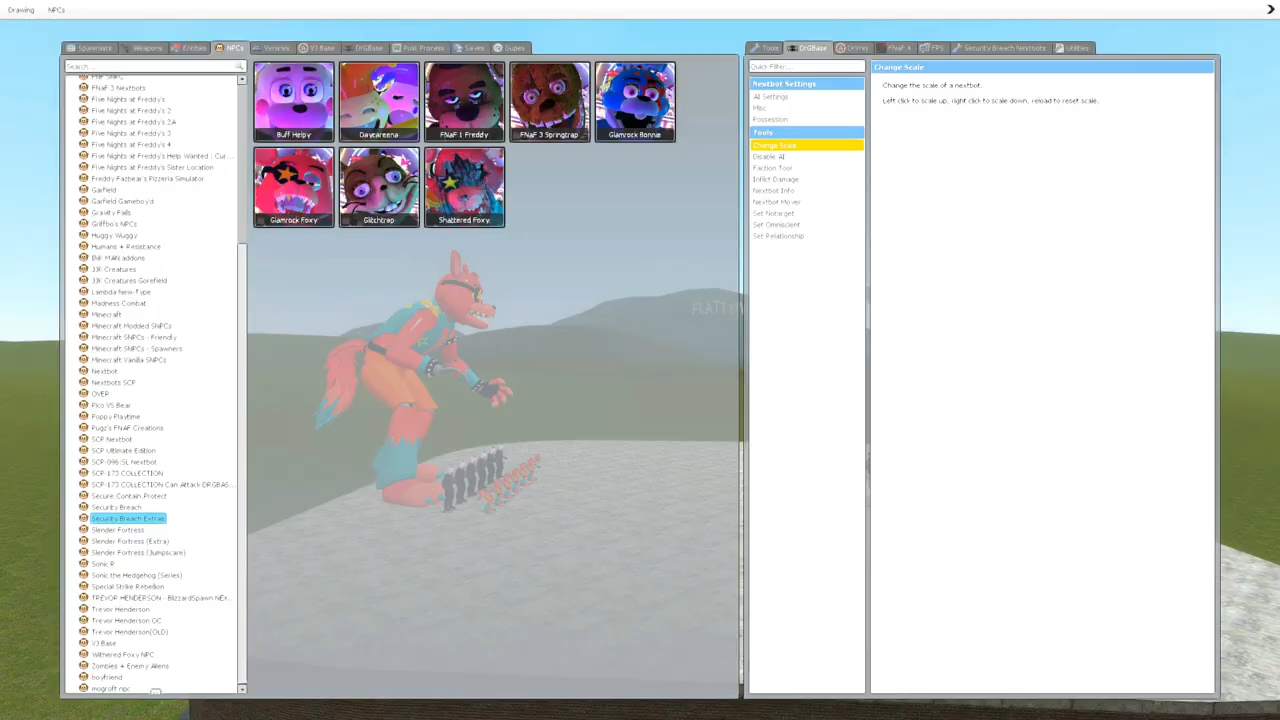 Drawing NPCs
Spawnlists Weapons Entities NPCs Vehicles VJ Base DrGBase Post Process Saves Dupes
Search...
FNaF 3 Nextbots
Five Nights at Freddy's
Five Nights at Freddy's 2
Five Nights at Freddy's 2A
Five Nights at Freddy's 3
Five Nights at Freddy's 4
Five Nights at Freddy's Help Wanted | Cur...
Five Nights at Freddy's Sister Location
Freddy Fazbear's Pizzeria Simulator
Garfield
Garfield Gameboy'd
Gravity Falls
Griffbo's NPCs
Huggy Wuggy
Humans + Resistance
INK MAN addons
JJK Creatures
JJK Creatures Gorefield
Lambda New-Type
Madness Combat
Minecraft
Minecraft Modded SNPCs
Minecraft SNPCs - Friendly
Minecraft SNPCs - Spawners
Minecraft Vanilla SNPCs
Nextbot
Nextbots SCP
OVER
Pico VS Bear
Poppy Playtime
Pugz's FNAF Creations
SCP Nextbot
SCP Ultimate Edition
SCP-096:SL Nextbot
SCP-173 COLLECTION
SCP-173 COLLECTION Can Attack DRGBAS...
Secure.Contain.Protect
Security Breach
Security Breach Extras
Slender Fortress
Slender Fortress (Extra)
Slender Fortress (Jumpscare)
Sonic R
Sonic the Hedgehog (Series)
Special Strike Rebellion
TREVOR HENDERSON - BlizzardSpawn NEX...
Trevor Henderson
Trevor Henderson OC
Trevor Henderson(OLD)
VJ Base
Withered Foxy NPC
Zombies + Enemy Aliens
boyfriend
mogroft npc
Buff Helpy Daycareena FNaF 1 Freddy FNaF 3 Springtrap Glamrock Bonnie
Glamrock Foxy Glitchtrap Shattered Foxy
Tools DrGBase FNaF 4 FPS Security Breach Nextbots Utilities
Quick Filter...
Nextbot Settings
AI Settings
Misc
Possession
Tools
Change Scale
Disable AI
Faction Tool
Inflict Damage
Nextbot Info
Nextbot Mover
Set Notarget
Set Omniscient
Set Relationship
Change Scale
Change the scale of a nextbot.
Left click to scale up, right click to scale down, reload to reset scale.